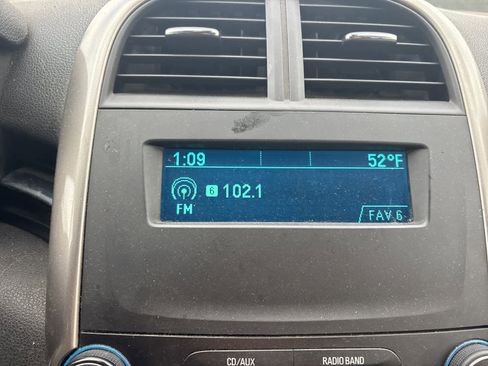 1:09 52°F
6 102.1
FM
FAV 6
CD/AUX RADIO BAND